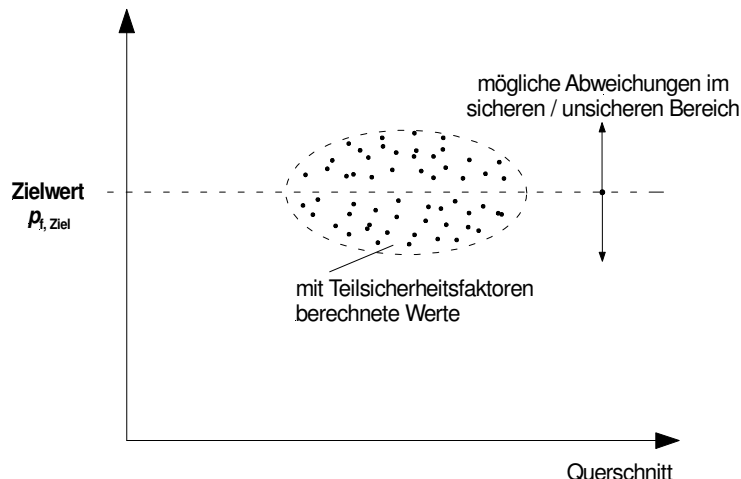 mögliche Abweichungen im
sicheren / unsicheren Bereich
Zielwert
pf, Ziel
mit Teilsicherheitsfaktoren
berechnete Werte
Querschnitt